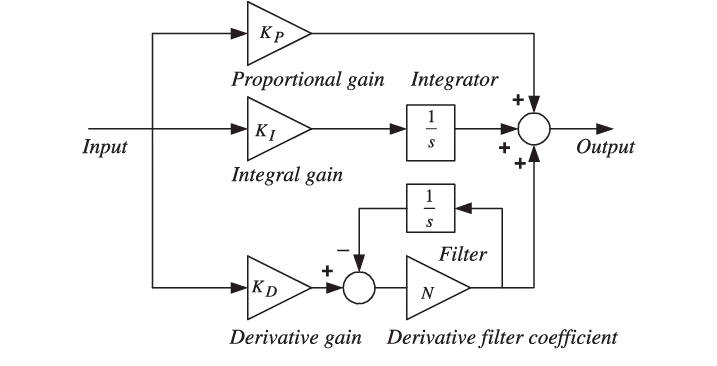 K_P
Proportional gain Integrator
+
Input
K_I
1
s
+
+
Output
Integral gain
1
s
−
Filter
+
K_D
N
Derivative gain Derivative filter coefficient